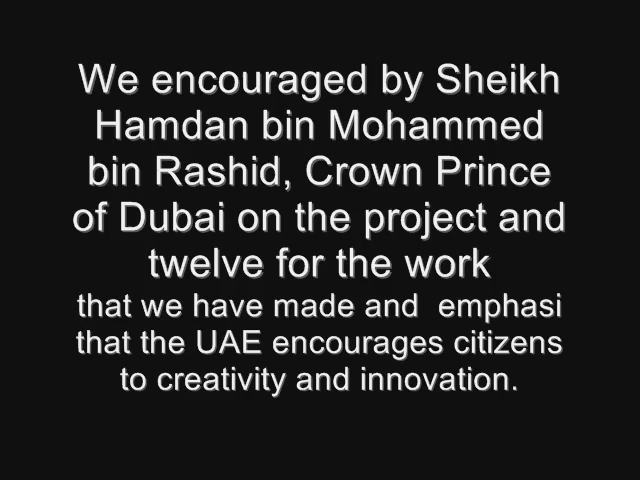 We encouraged by Sheikh
Hamdan bin Mohammed
bin Rashid, Crown Prince
of Dubai on the project and
twelve for the work
that we have made and  emphasi
that the UAE encourages citizens
to creativity and innovation.